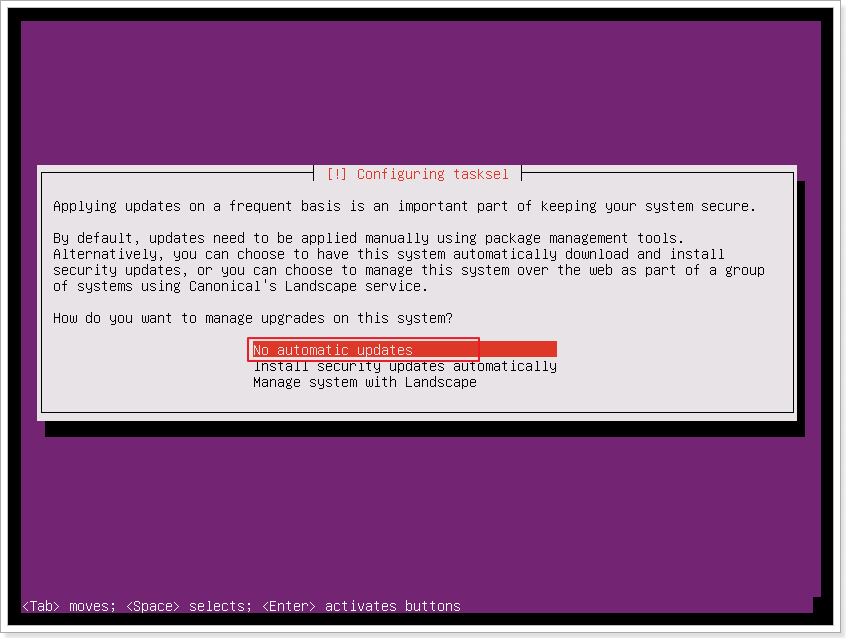 [!] Configuring tasksel
Applying updates on a frequent basis is an important part of keeping your system secure.
By default, updates need to be applied manually using package management tools.
Alternatively, you can choose to have this system automatically download and install
security updates, or you can choose to manage this system over the web as part of a group
of systems using Canonical's Landscape service.
How do you want to manage upgrades on this system?
No automatic updates
Install security updates automatically
Manage system with Landscape
<Tab> moves; <Space> selects; <Enter> activates buttons